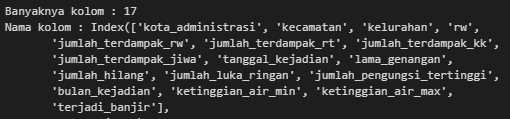 Banyaknya kolom : 17
Nama kolom : Index(['kota_administrasi', 'kecamatan', 'kelurahan', 'rw',
'jumlah_terdampak_rw', 'jumlah_terdampak_rt', 'jumlah_terdampak_kk',
'jumlah_terdampak_jiwa', 'tanggal_kejadian', 'lama_genangan',
'jumlah_hilang', 'jumlah_luka_ringan', 'jumlah_pengungsi_tertinggi',
'bulan_kejadian', 'ketinggian_air_min', 'ketinggian_air_max',
'terjadi_banjir'],